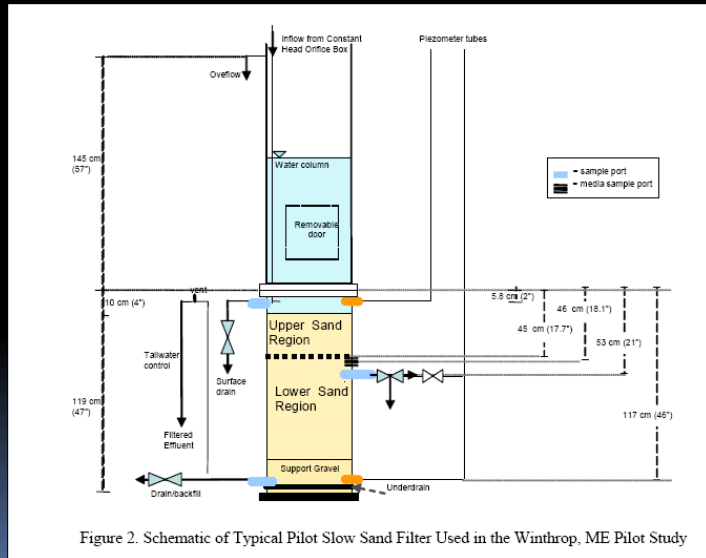 Inflow from Constant
Head Orifice Box
Piezometer tubes
Oveflow
145 cm
(57")
Water column
- sample port
= media sample port
Removable
door
vent
10 cm (4")
5.8 cm (2")
46 cm (18.1")
45 cm (17.7")
53 cm (21")
Upper Sand
Region
Tailwater
control
Surface
drain
Lower Sand
Region
119 cm
(47")
117 cm (46")
Filtered
Effluent
Support Gravel
Drain/backfill
Underdrain
Figure 2. Schematic of Typical Pilot Slow Sand Filter Used in the Winthrop, ME Pilot Study